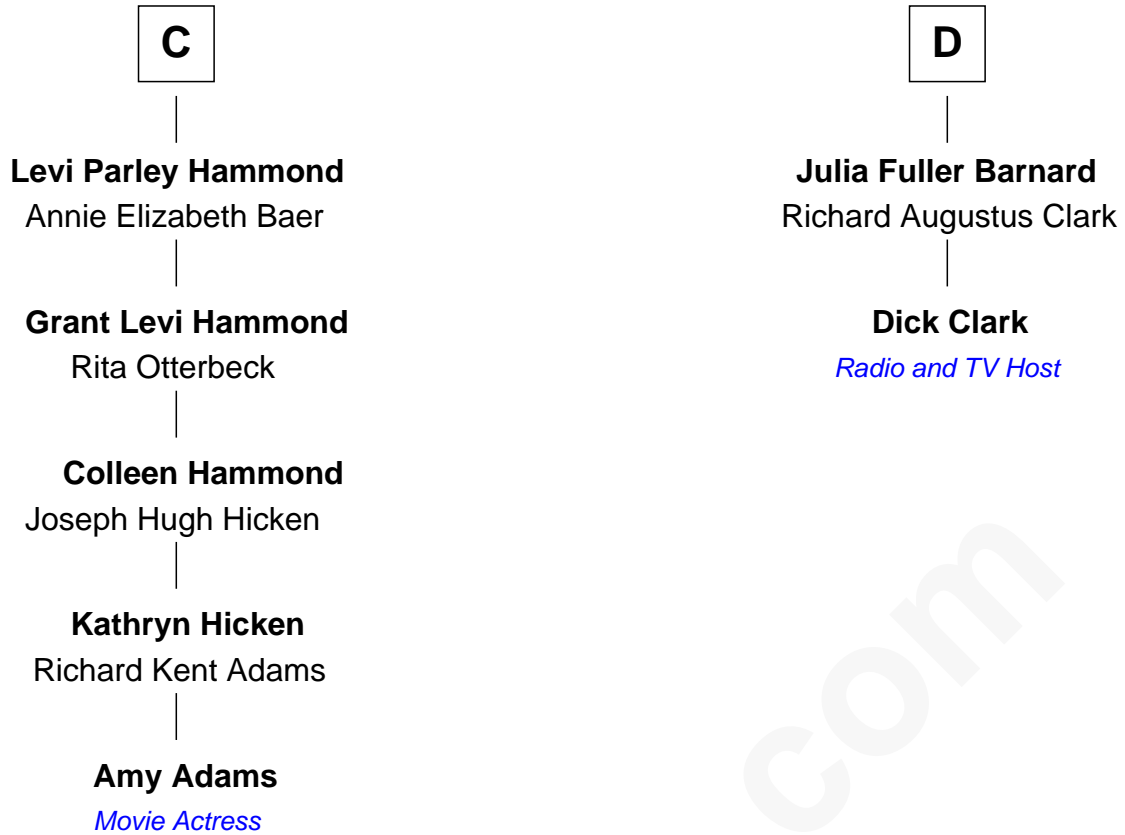 C
Levi Parley Hammond
Annie Elizabeth Baer
Grant Levi Hammond
Rita Otterbeck
Colleen Hammond
Joseph Hugh Hicken
Kathryn Hicken
Richard Kent Adams
Amy Adams
Movie Actress
D
Julia Fuller Barnard
Richard Augustus Clark
Dick Clark
Radio and TV Host
com